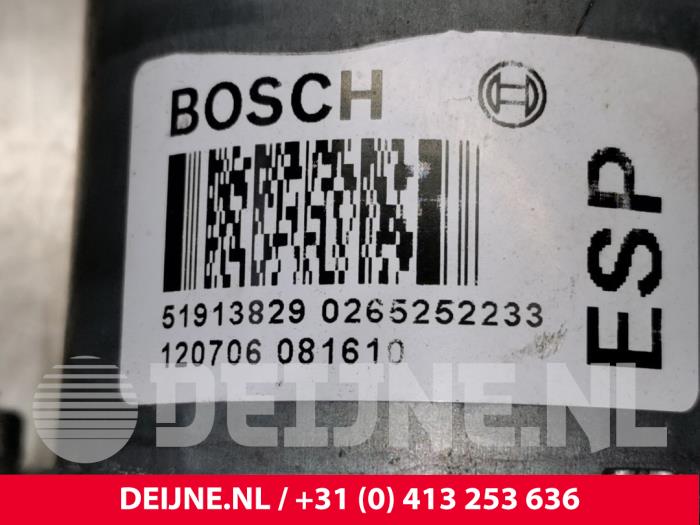 BOSCH
51913829 0265252233
120706 081610
ESP
DEIJNE.NL
DEIJNE.NL / +31 (0) 413 253 636